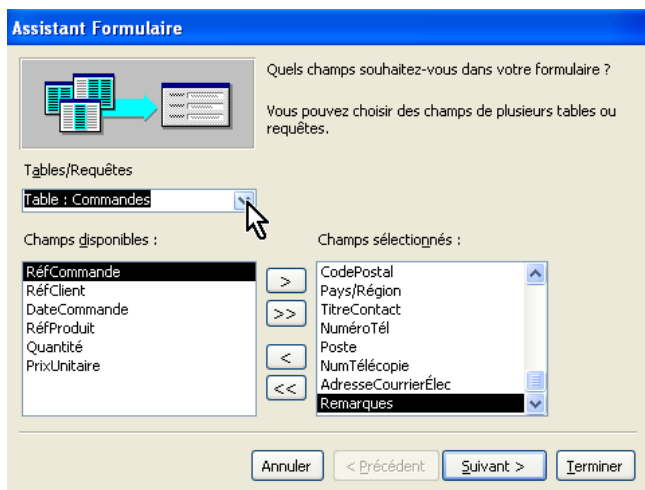 Assistant Formulaire
Quels champs souhaitez-vous dans votre formulaire ?
Vous pouvez choisir des champs de plusieurs tables ou
requêtes.
Tables/Requêtes
Table : Commandes
Champs disponibles :
RéfCommande
RéfClient
DateCommande
RéfProduit
Quantité
PrixUnitaire
>
>>
<
<<
Champs sélectionnés :
CodePostal
Pays/Région
TitreContact
NuméroTél
Poste
NumTélécopie
AdresseCourrierÉlec
Remarques
Annuler
< Précédent
Suivant >
Terminer